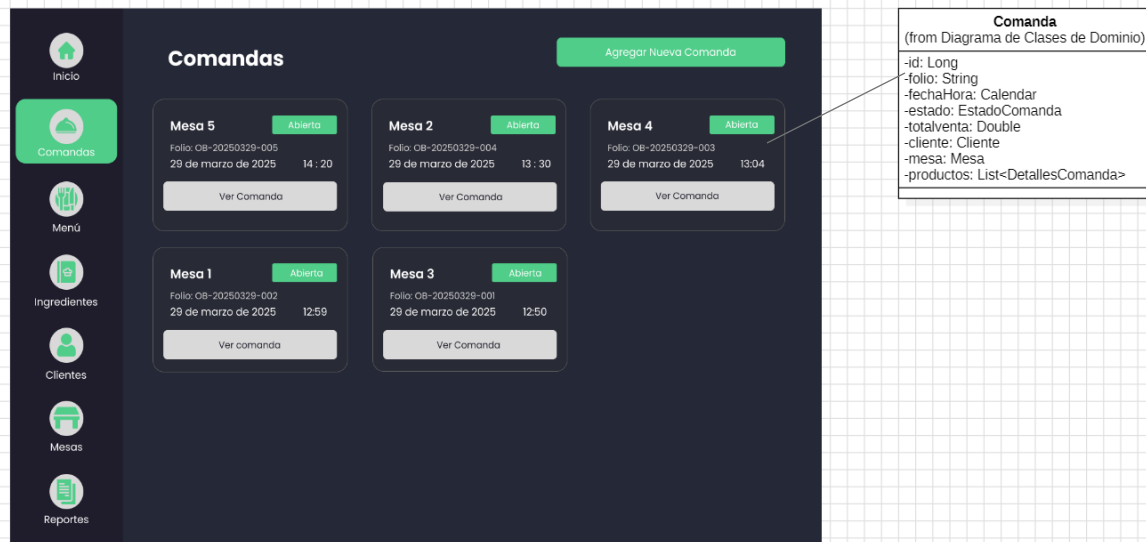 Inicio
Comandas
Menú
Ingredientes
Clientes
Mesas
Reportes
Comandas
Agregar Nueva Comanda
Mesa 5
Abierta
Folio: OB-20250329-005
29 de marzo de 2025 14 : 20
Ver Comanda
Mesa 2
Abierta
Folio: OB-20250329-004
29 de marzo de 2025 13 : 30
Ver Comanda
Mesa 4
Abierta
Folio: OB-20250329-003
29 de marzo de 2025 13:04
Ver Comanda
Mesa 1
Abierta
Folio: OB-20250329-002
29 de marzo de 2025 12:59
Ver comanda
Mesa 3
Abierta
Folio: OB-20250329-001
29 de marzo de 2025 12:50
Ver Comanda
Comanda
(from Diagrama de Clases de Dominio)
-id: Long
-folio: String
-fechaHora: Calendar
-estado: EstadoComanda
-totalventa: Double
-cliente: Cliente
-mesa: Mesa
-productos: List<DetallesComanda>